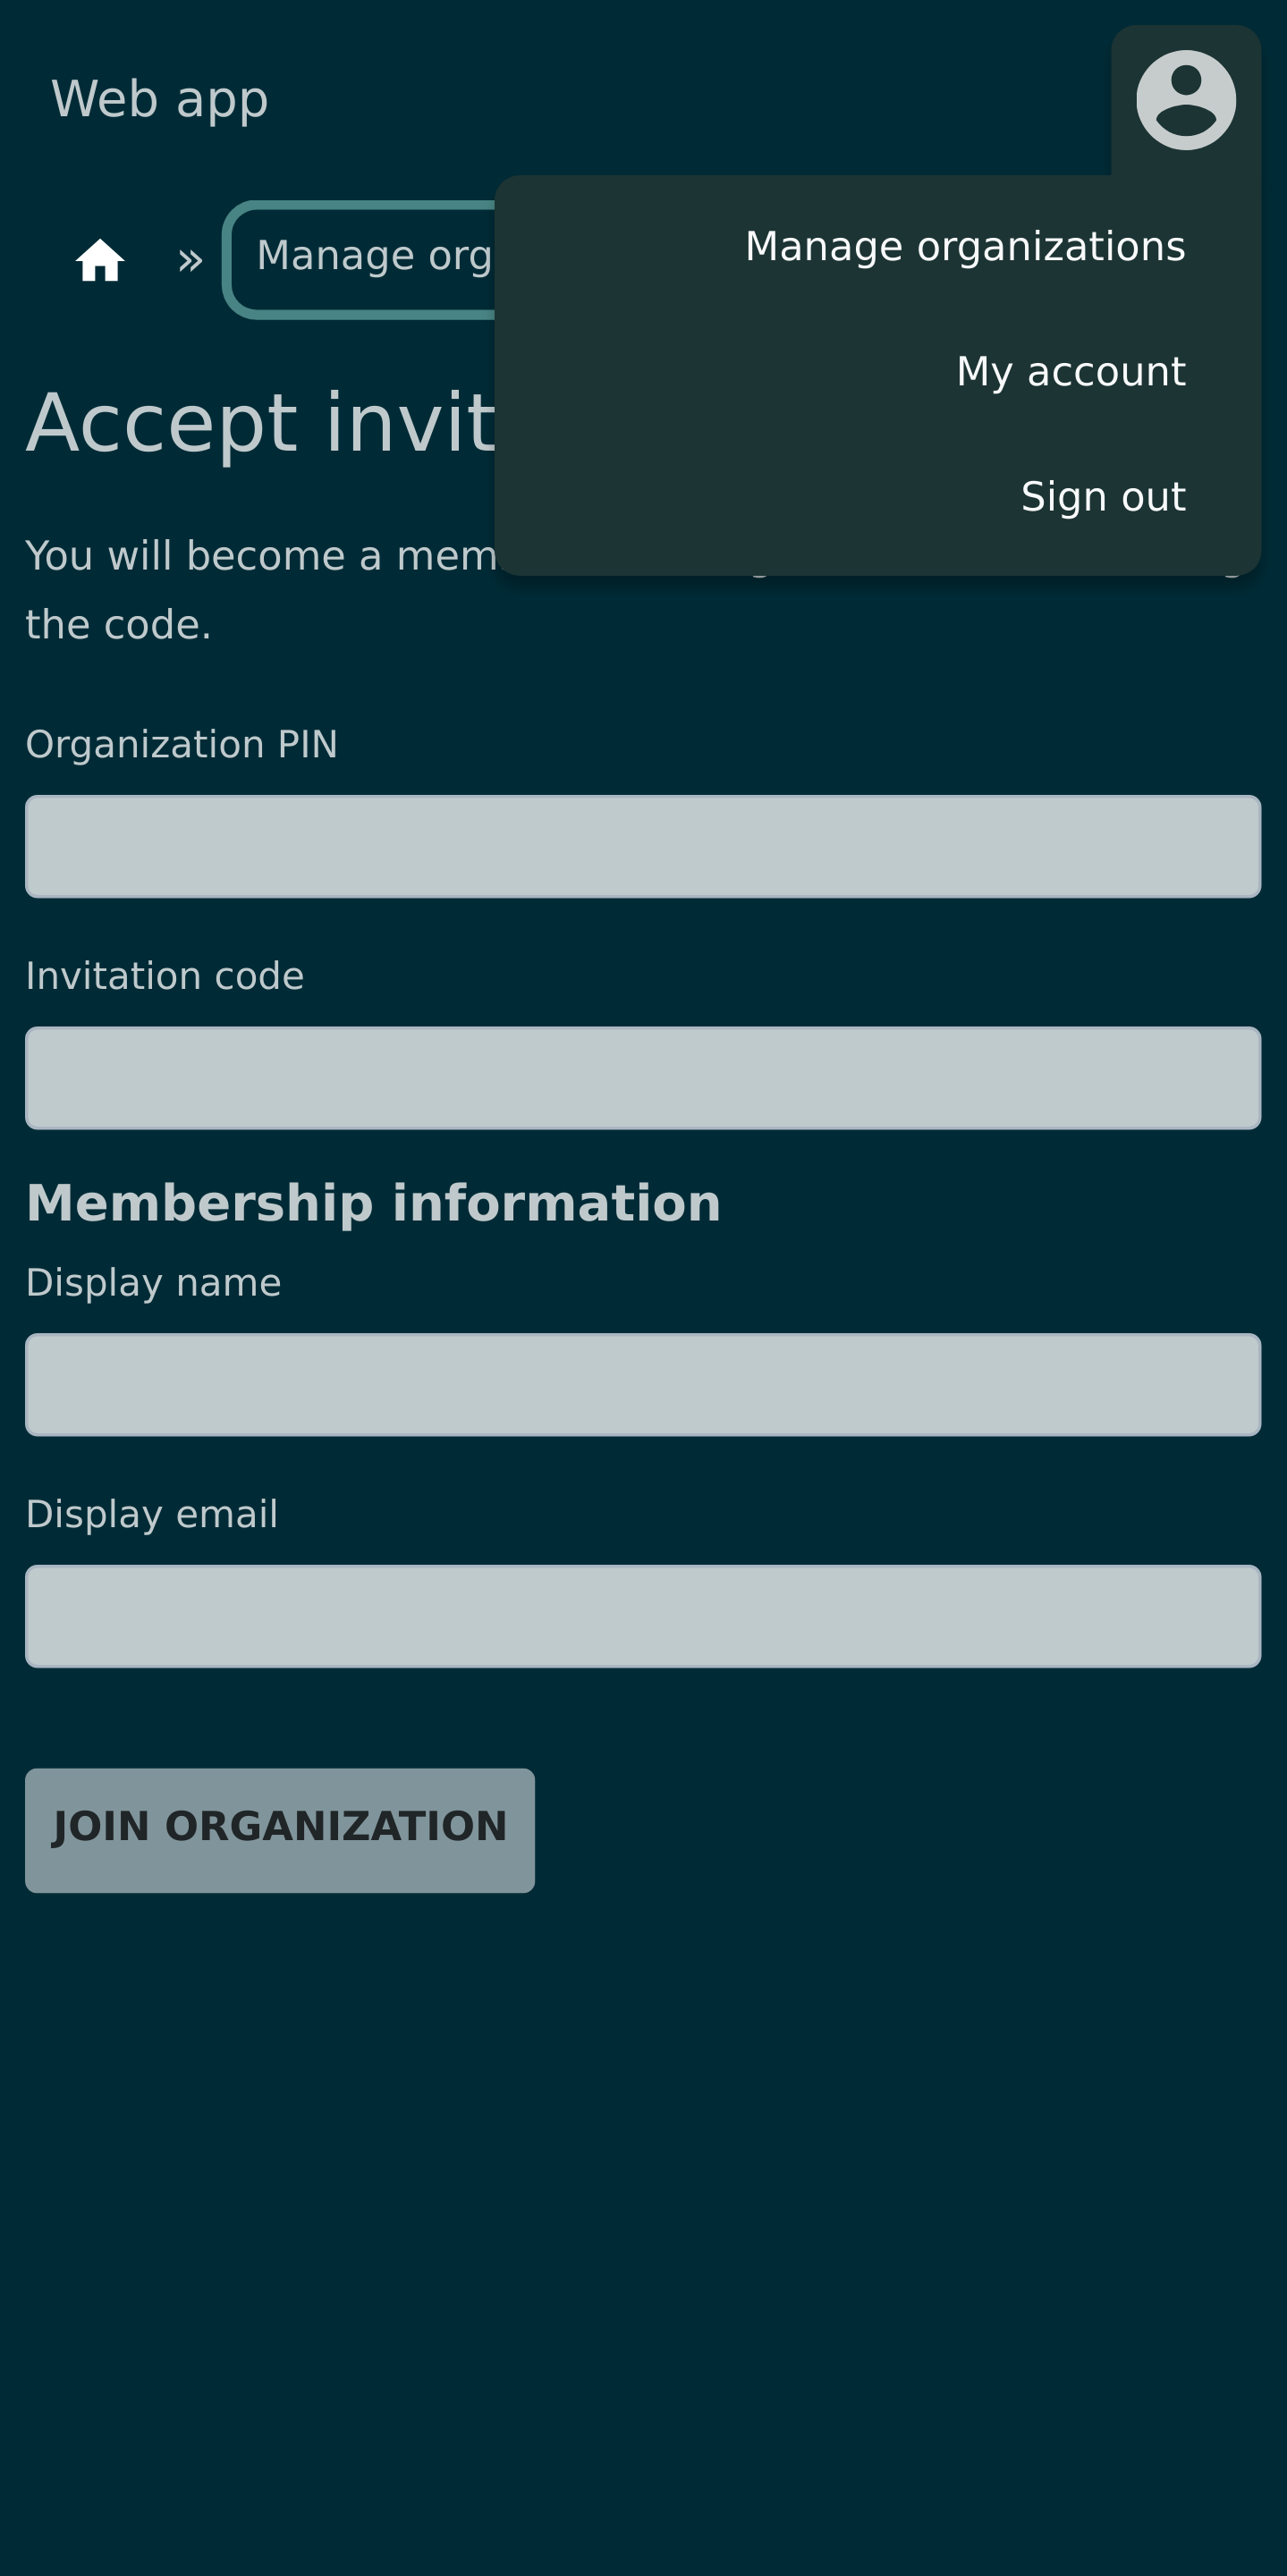 Web app
» Manage org
Manage organizations
My account
Sign out
Accept invit
You will become a mem
the code.
Organization PIN
Invitation code
Membership information
Display name
Display email
JOIN ORGANIZATION